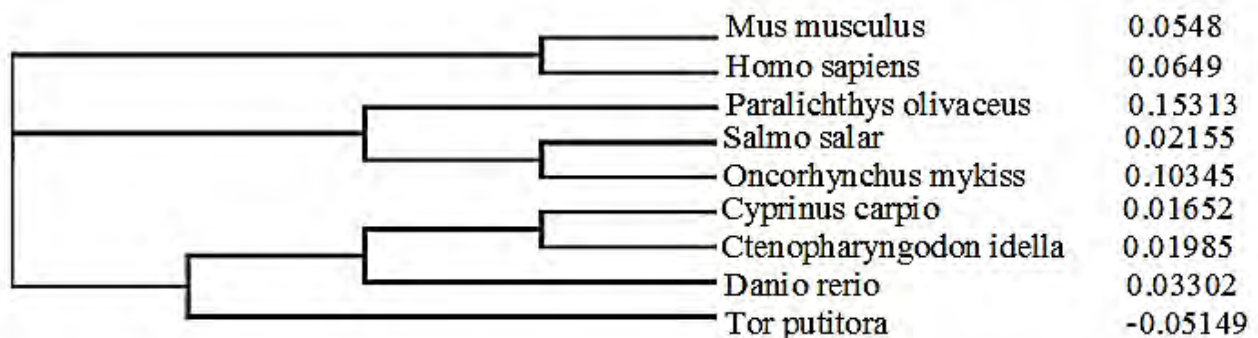 Mus musculus 0.0548
Homo sapiens 0.0649
Paralichthys olivaceus 0.15313
Salmo salar 0.02155
Oncorhynchus mykiss 0.10345
Cyprinus carpio 0.01652
Ctenopharyngodon idella 0.01985
Danio rerio 0.03302
Tor putitora -0.05149